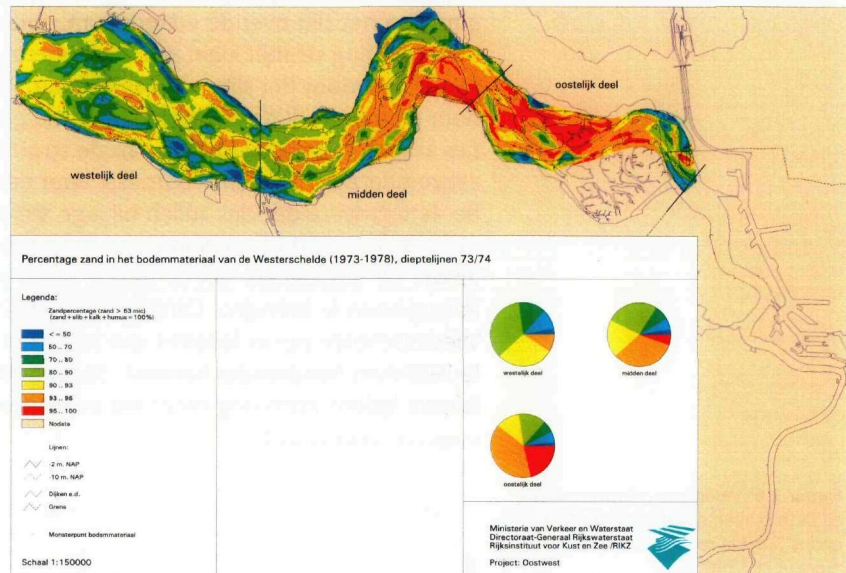 oostelijk deel
westelijk deel
midden deel
Percentage zand in het bodemmateriaal van de Westerschelde (1973-1978), dieptelijnen 73/74
Legenda:
Zandpercentage (zand > 63 mic)
(zand + slib + kalk + humus = 100%)
< = 50
50 .. 70
70 .. 80
80 .. 90
90 .. 93
93 .. 96
96 .. 100
Nodata
Lijnen:
-2 m. NAP
-10 m. NAP
Dijken e.d.
Grens
Monsterpunt bodemmateriaal
Schaal 1:150000
westelijk deel
midden deel
oostelijk deel
Ministerie van Verkeer en Waterstaat
Directoraat-Generaal Rijkswaterstaat
Rijksinstituut voor Kust en Zee /RIKZ
Project: Oostwest